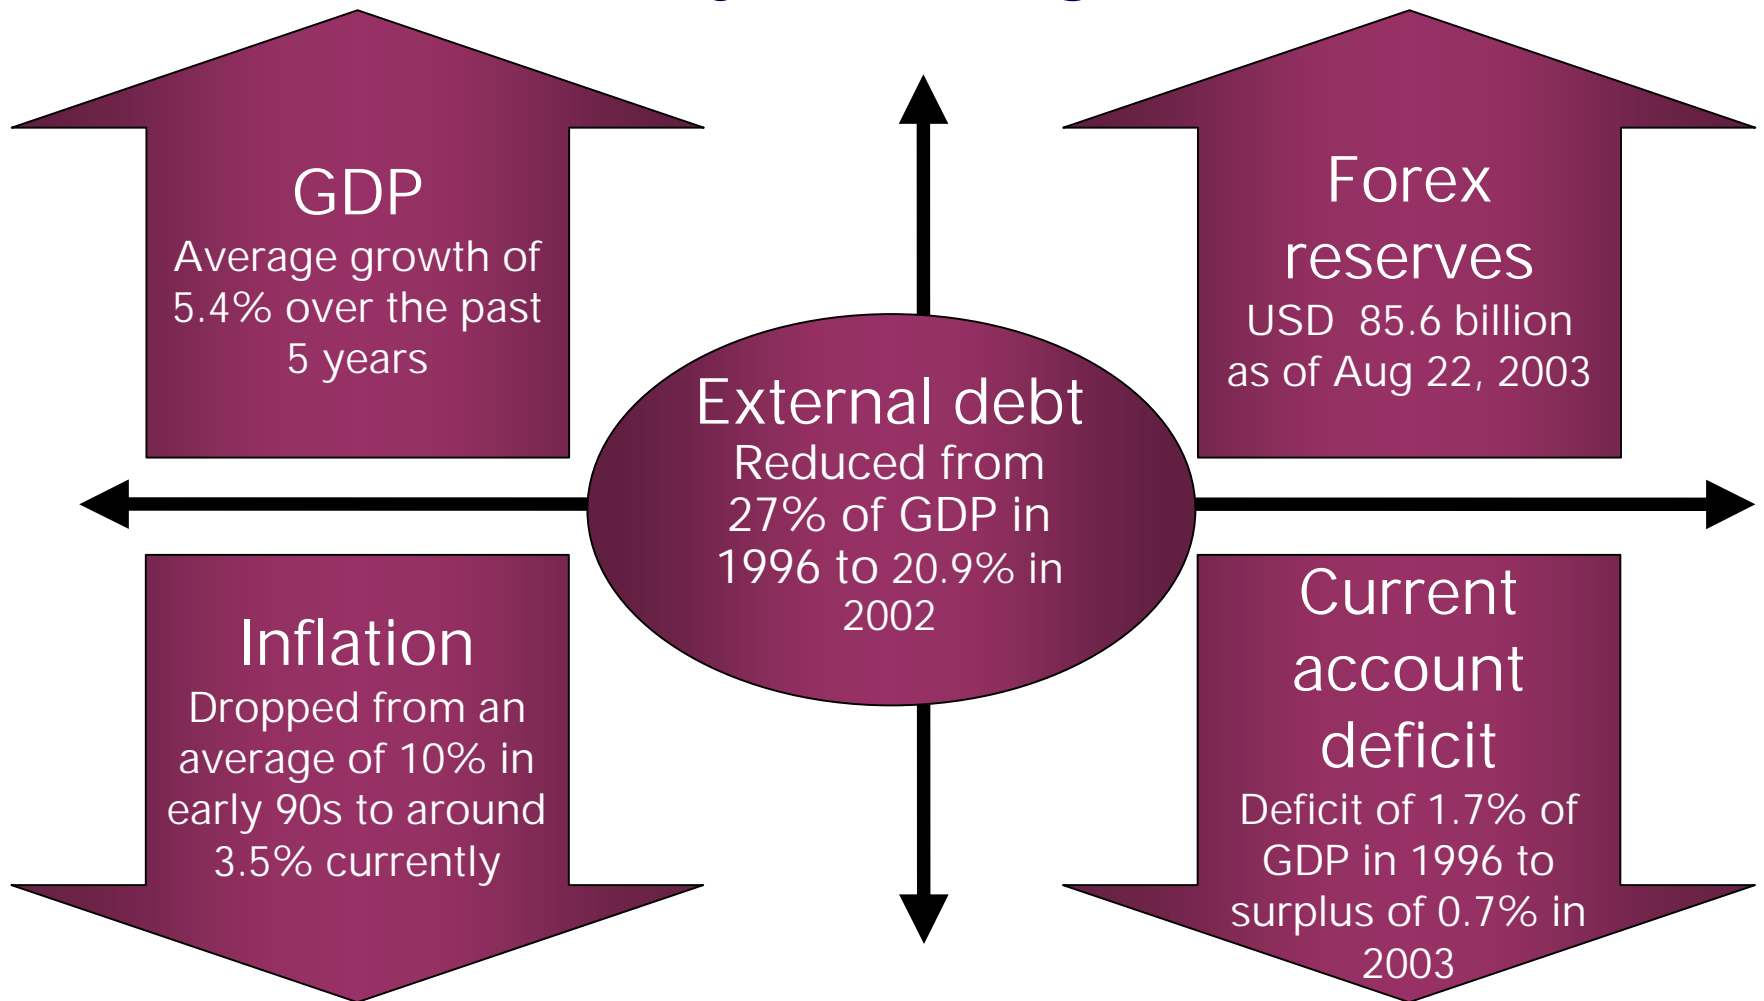 GDP
Average growth of
5.4% over the past
5 years
Forex
reserves
USD 85.6 billion
as of Aug 22, 2003
External debt
Reduced from
27% of GDP in
1996 to 20.9% in
2002
Inflation
Dropped from an
average of 10% in
early 90s to around
3.5% currently
Current
account
deficit
Deficit of 1.7% of
GDP in 1996 to
surplus of 0.7% in
2003